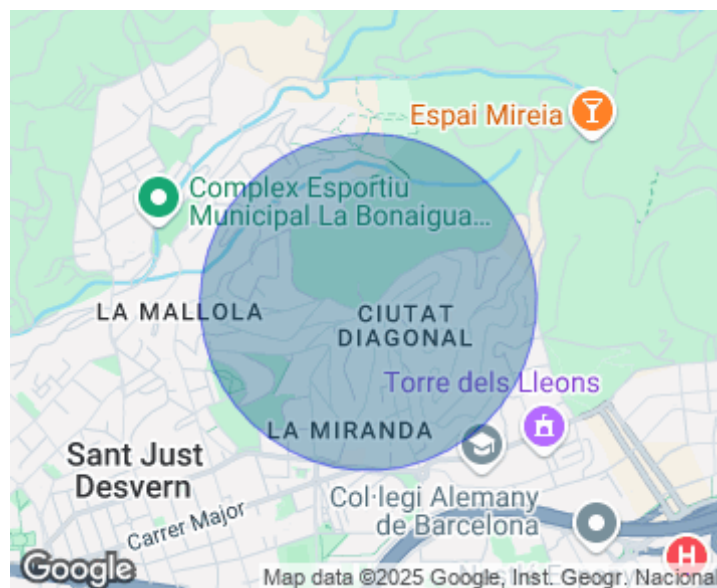 Espai Mireia
Complex Esportiu
Municipal La Bonaigua...
LA MALLOLA
CIUTAT
DIAGONAL
Torre dels Lleons
LA MIRANDA
Sant Just
Desvern
Col·legi Alemany
de Barcelona
Carrer Major
H
Google
Map data ©2025 Google, Inst. Geogr. Nacional